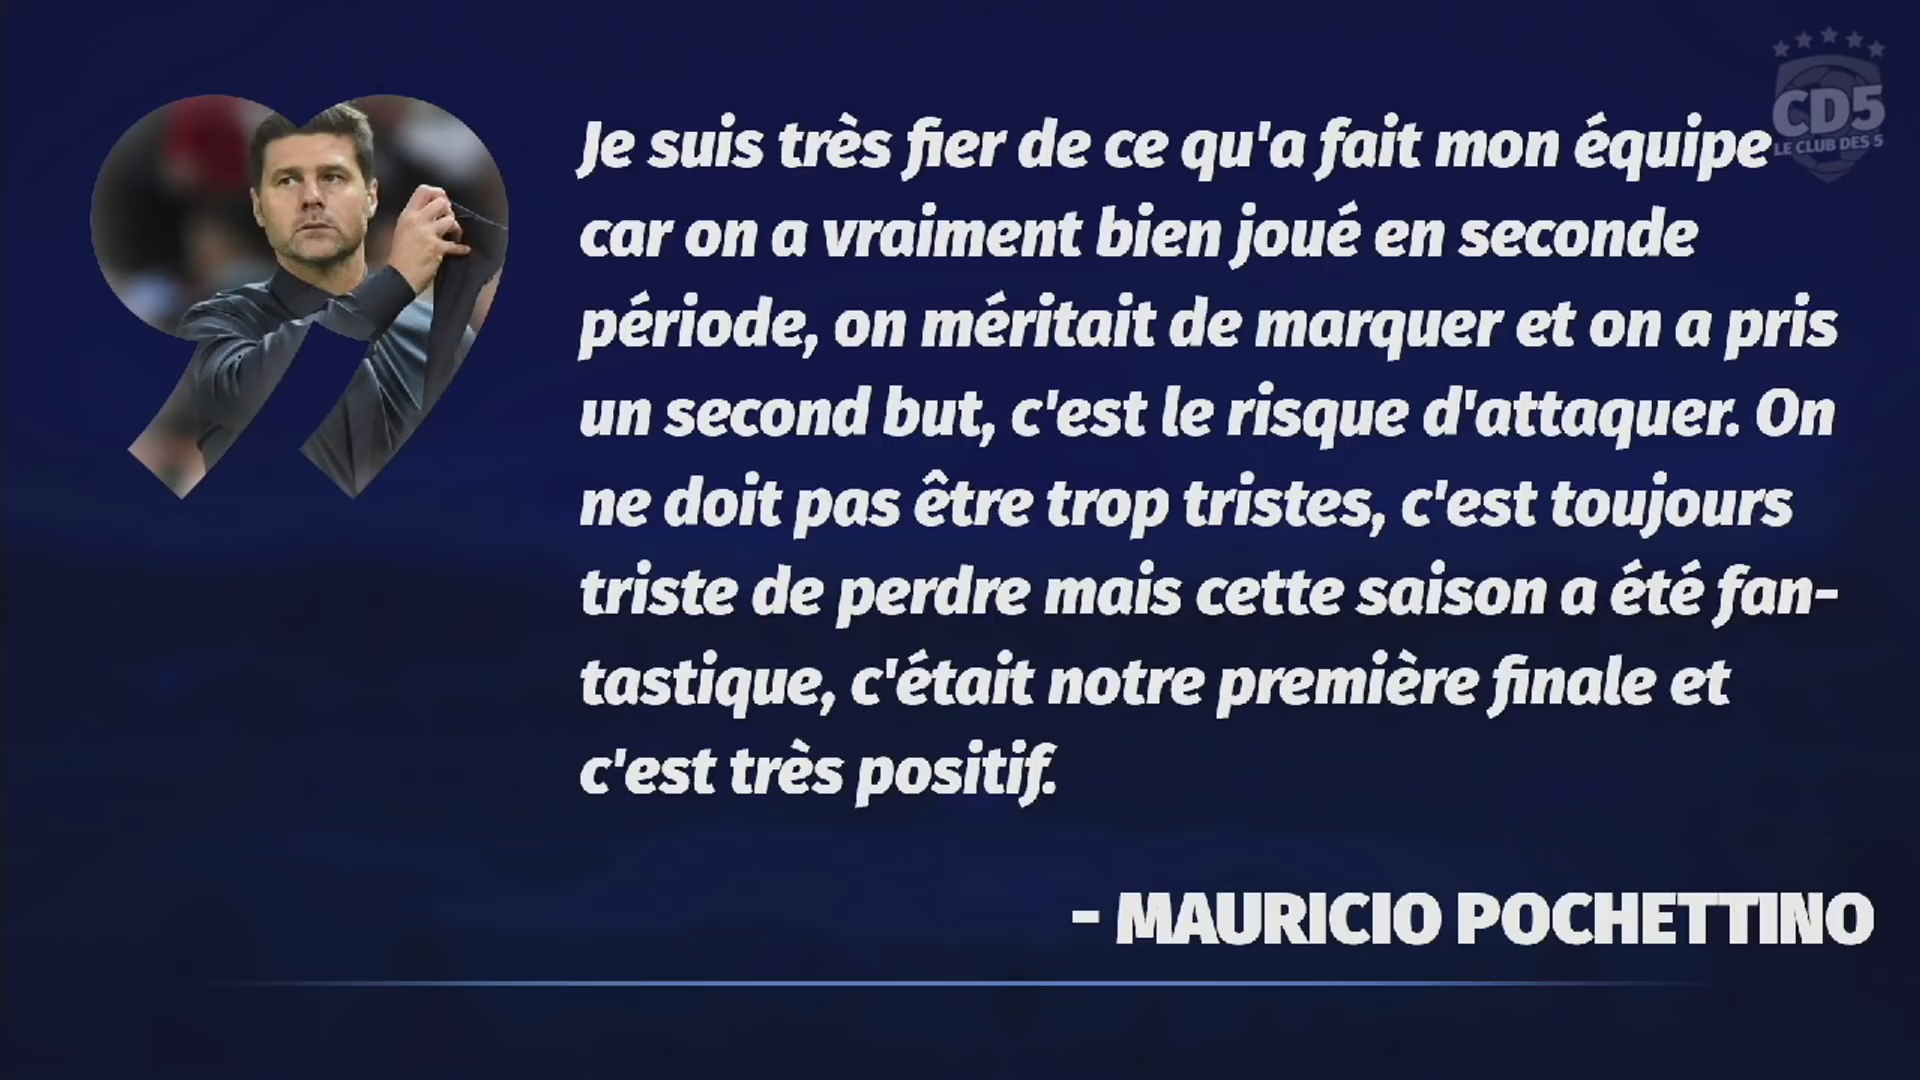 CD5
LE CLUB DES 5
Je suis très fier de ce qu'a fait mon équipe
car on a vraiment bien joué en seconde
période, on méritait de marquer et on a pris
un second but, c'est le risque d'attaquer. On
ne doit pas être trop tristes, c'est toujours
triste de perdre mais cette saison a été fan-
tastique, c'était notre première finale et
c'est très positif.
- MAURICIO POCHETTINO